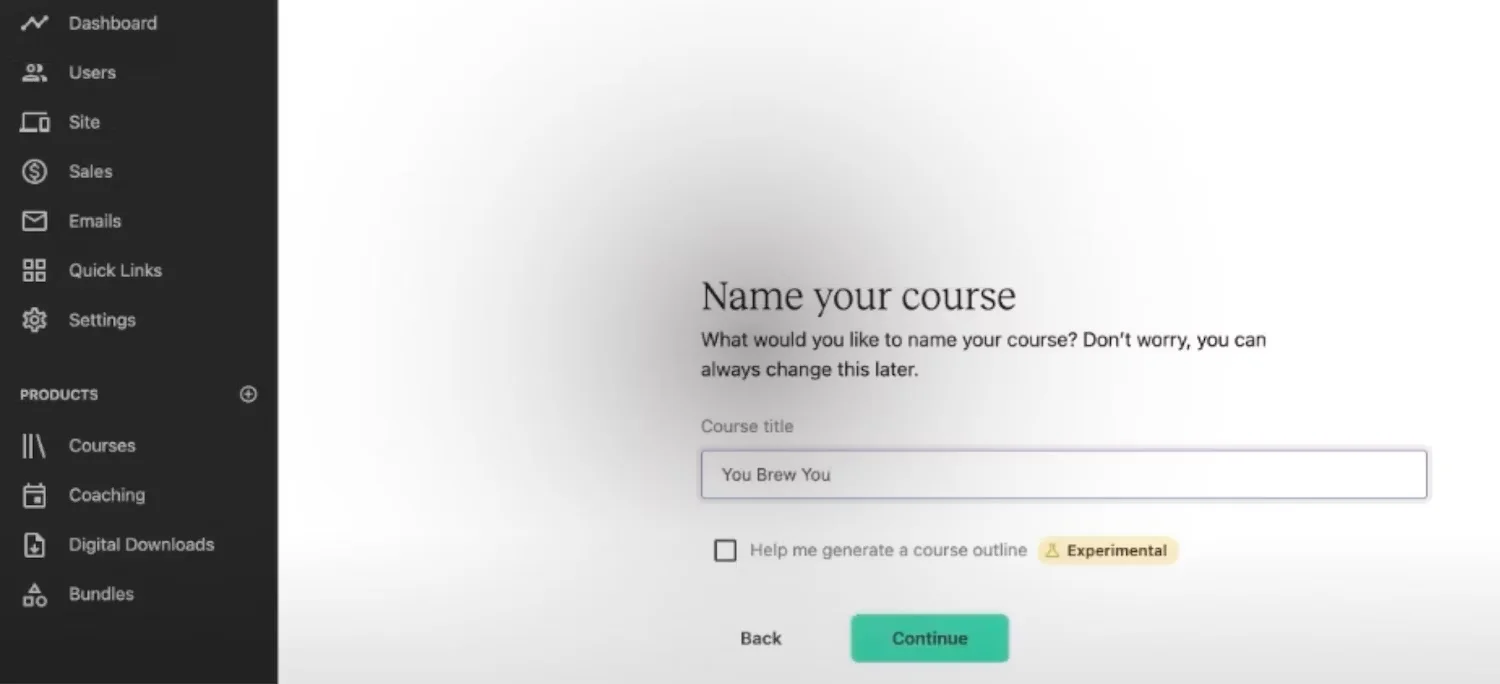 Dashboard
Users
Site
Sales
Emails
Quick Links
Settings
PRODUCTS
Courses
Coaching
Digital Downloads
Bundles
Name your course
What would you like to name your course? Don't worry, you can
always change this later.
Course title
You Brew You
Help me generate a course outline Experimental
Back Continue